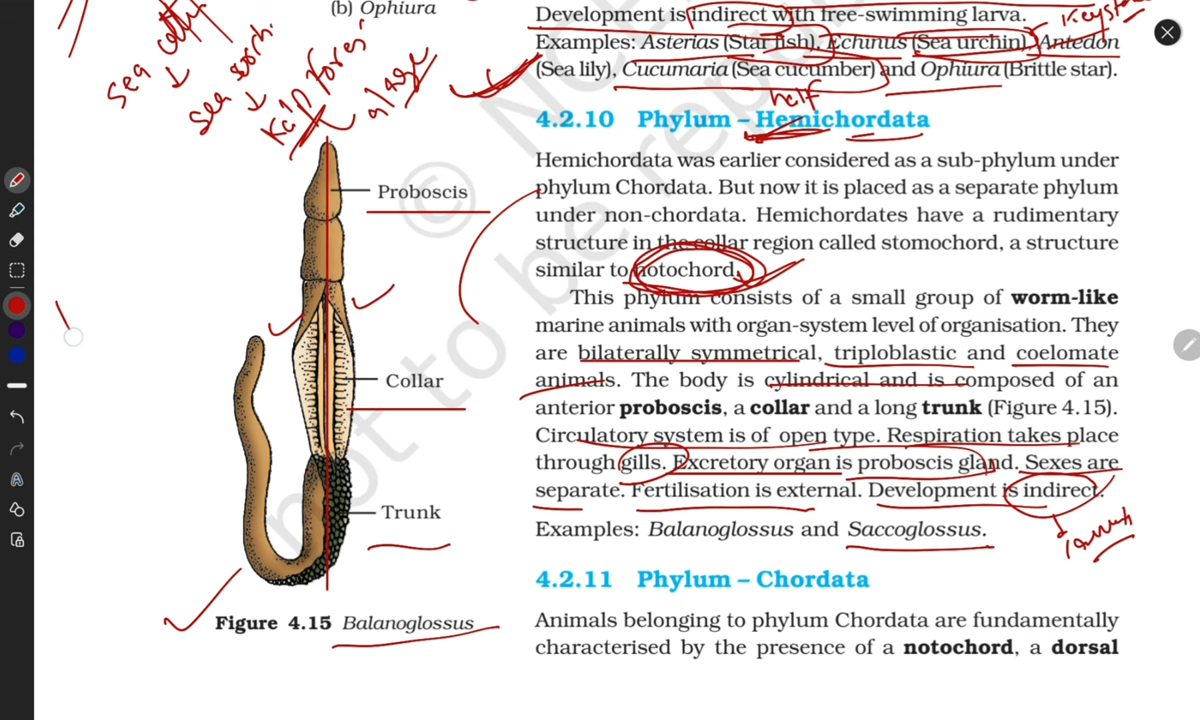 (b) Ophiura
sea
↓
sea
↓
algae
Proboscis
Collar
Trunk
Figure 4.15 Balanoglossus
Development is indirect with free-swimming larva.
Examples: Asterias (Star fish), Echinus (Sea urchin), Antedon
(Sea lily), Cucumaria (Sea cucumber) and Ophiura (Brittle star).
half
4.2.10 Phylum – Hemichordata
Hemichordata was earlier considered as a sub-phylum under
phylum Chordata. But now it is placed as a separate phylum
under non-chordata. Hemichordates have a rudimentary
structure in the collar region called stomochord, a structure
similar to notochord.
This phylum consists of a small group of worm-like
marine animals with organ-system level of organisation. They
are bilaterally symmetrical, triploblastic and coelomate
animals. The body is cylindrical and is composed of an
anterior proboscis, a collar and a long trunk (Figure 4.15).
Circulatory system is of open type. Respiration takes place
through gills. Excretory organ is proboscis gland. Sexes are
separate. Fertilisation is external. Development is indirect.
Examples: Balanoglossus and Saccoglossus.
4.2.11 Phylum – Chordata
Animals belonging to phylum Chordata are fundamentally
characterised by the presence of a notochord, a dorsal
© NC
not to be repu